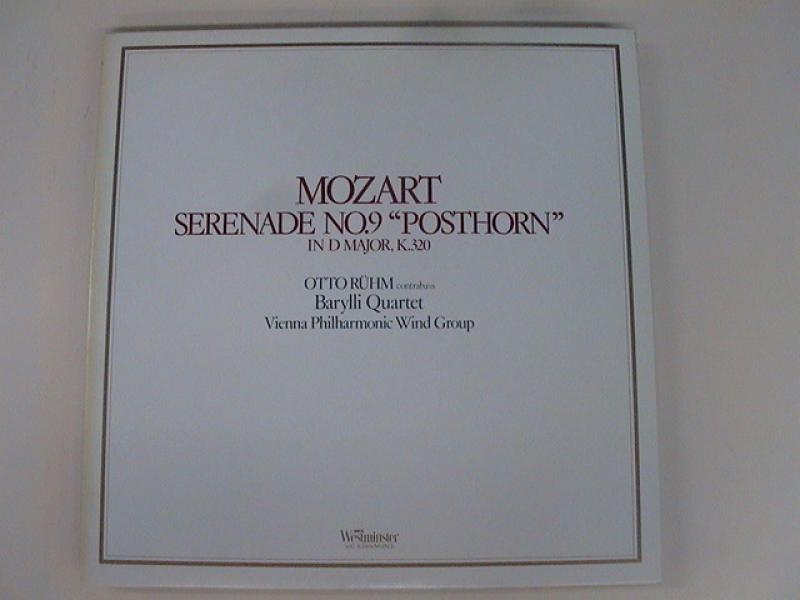 MOZART
SERENADE NO.9 “POSTHORN”
IN D MAJOR, K.320
OTTO RÜHM contrabass
Barylli Quartet
Vienna Philharmonic Wind Group
Westminster